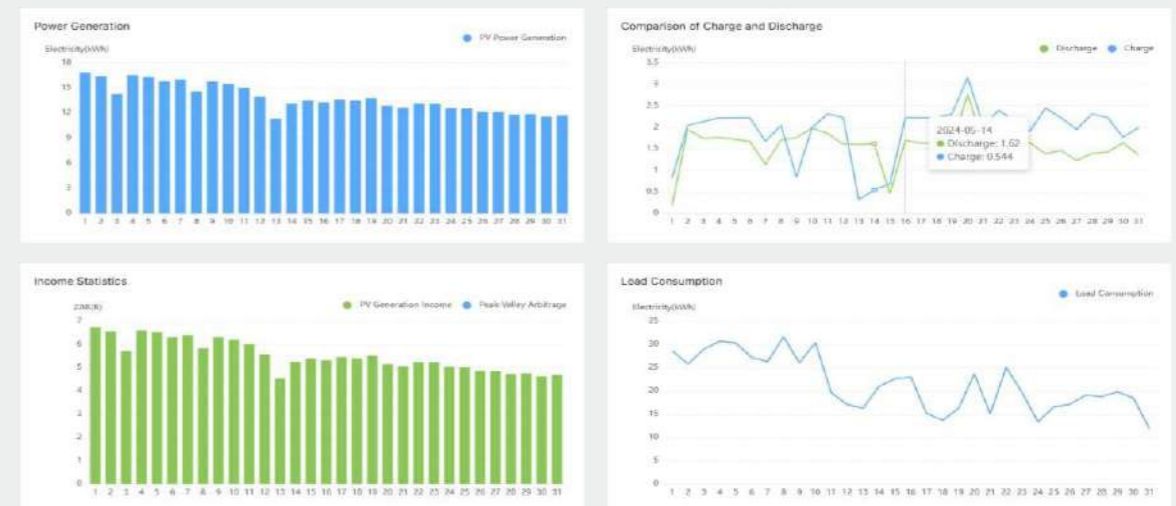 Power Generation
Electricity(kWh)
PV Power Generation
18
15
12
9
6
3
0
1 2 3 4 5 6 7 8 9 10 11 12 13 14 15 16 17 18 19 20 21 22 23 24 25 26 27 28 29 30 31
Comparison of Charge and Discharge
Electricity(kWh)
Discharge Charge
3.5
3
2.5
2
1.5
1
0.5
0
2024-05-14
Discharge: 1.62
Charge: 0.544
1 2 3 4 5 6 7 8 9 10 11 12 13 14 15 16 17 18 19 20 21 22 23 24 25 26 27 28 29 30 31
Income Statistics
PV Generation Income Peak Valley Arbitrage
7
6
5
4
3
2
1
0
1 2 3 4 5 6 7 8 9 10 11 12 13 14 15 16 17 18 19 20 21 22 23 24 25 26 27 28 29 30 31
Load Consumption
Electricity(kWh)
Load Consumption
25
30
20
15
10
5
0
1 2 3 4 5 6 7 8 9 10 11 12 13 14 15 16 17 18 19 20 21 22 23 24 25 26 27 28 29 30 31